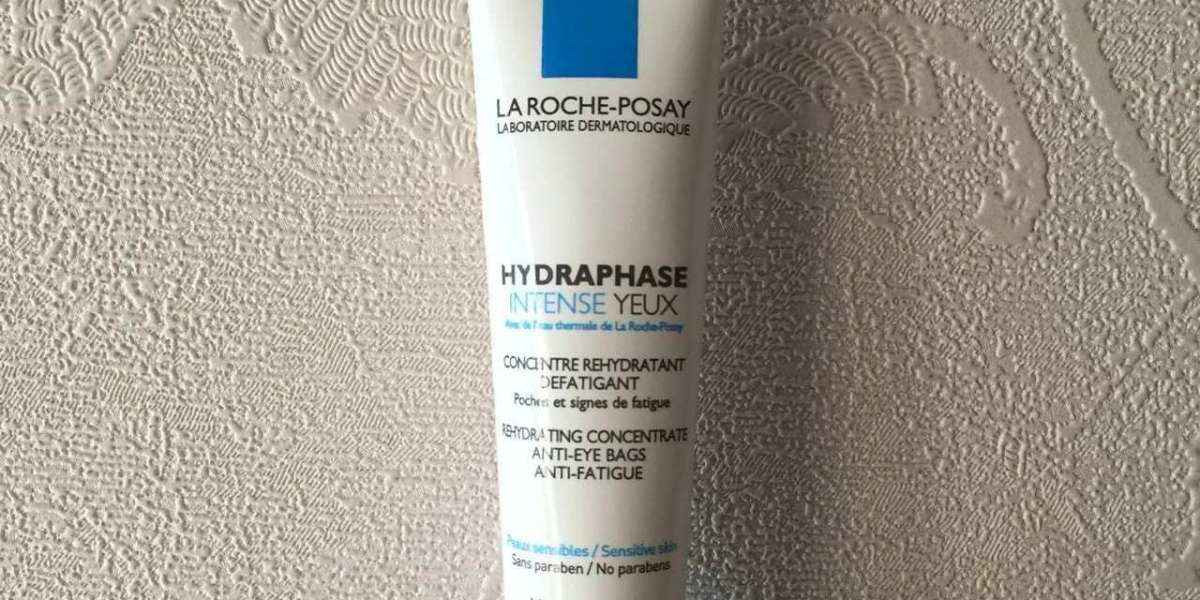 LA ROCHE-POSAY
LABORATOIRE DERMATOLOGIQUE
HYDRAPHASE
INTENSE YEUX
Avec de l'eau thermale de La Roche-Posay
CONCENTRE REHYDRATANT
DEFATIGANT
Poches et signes de fatigue
REHYDRATING CONCENTRATE
ANTI-EYE BAGS
ANTI-FATIGUE
Peaux sensibles / Sensitive skin
Sans paraben / No parabens